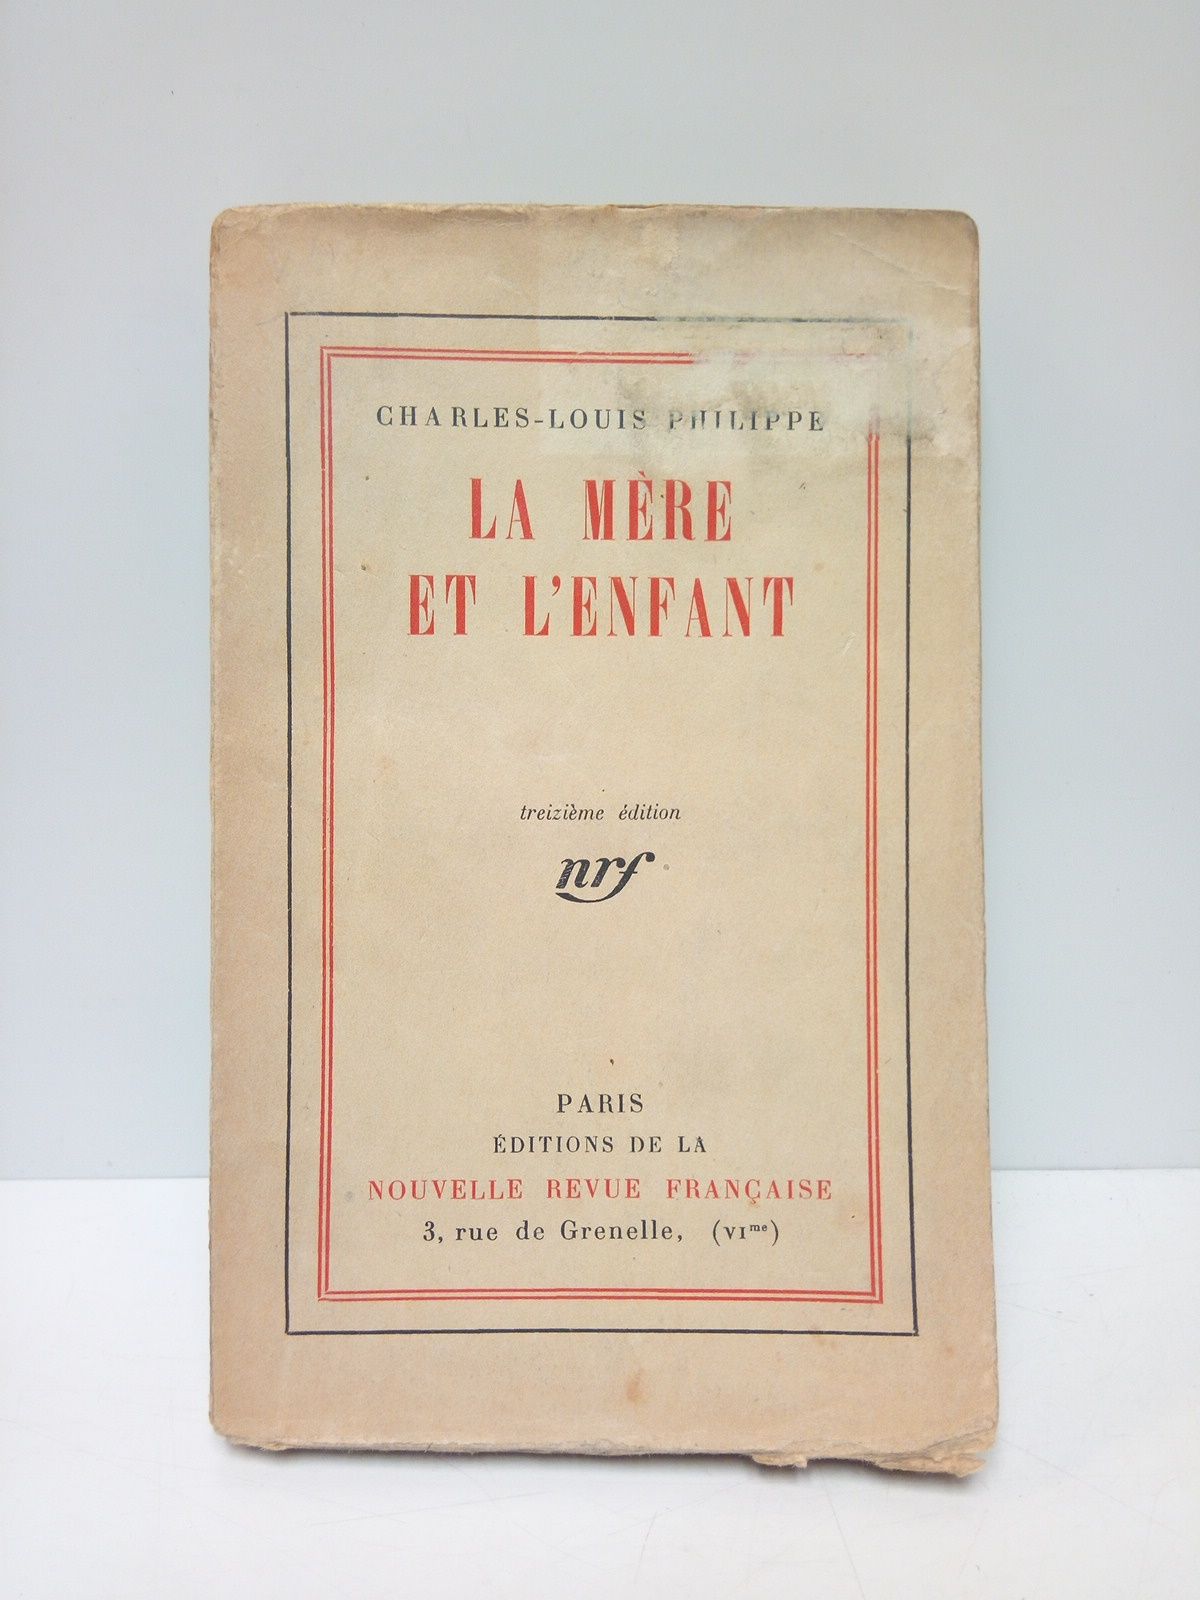 CHARLES-LOUIS PHILIPPE
LA MÈRE
ET L'ENFANT
treizième édition
nrf
PARIS
ÉDITIONS DE LA
NOUVELLE REVUE FRANÇAISE
3, rue de Grenelle, (VIme)